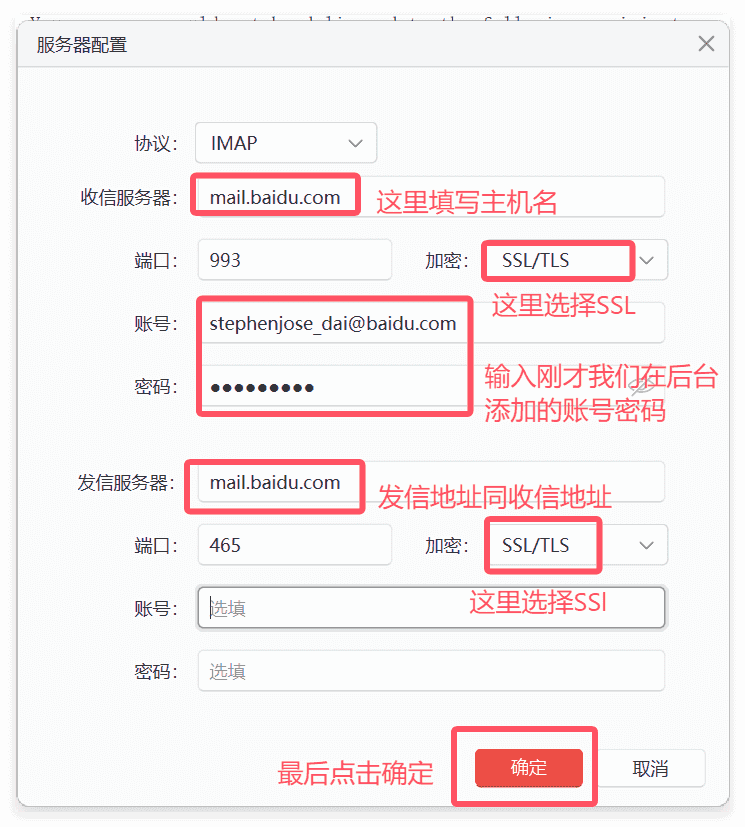 服务器配置
协议: IMAP
收信服务器: mail.baidu.com 这里填写主机名
端口: 993 加密: SSL/TLS
这里选择SSL
账号: stephenjose_dai@baidu.com
密码: ●●●●●●●●● 输入刚才我们在后台
添加的账号密码
发信服务器: mail.baidu.com 发信地址同收信地址
端口: 465 加密: SSL/TLS
账号: 选填 这里选择SSl
密码: 选填
最后点击确定 确定 取消